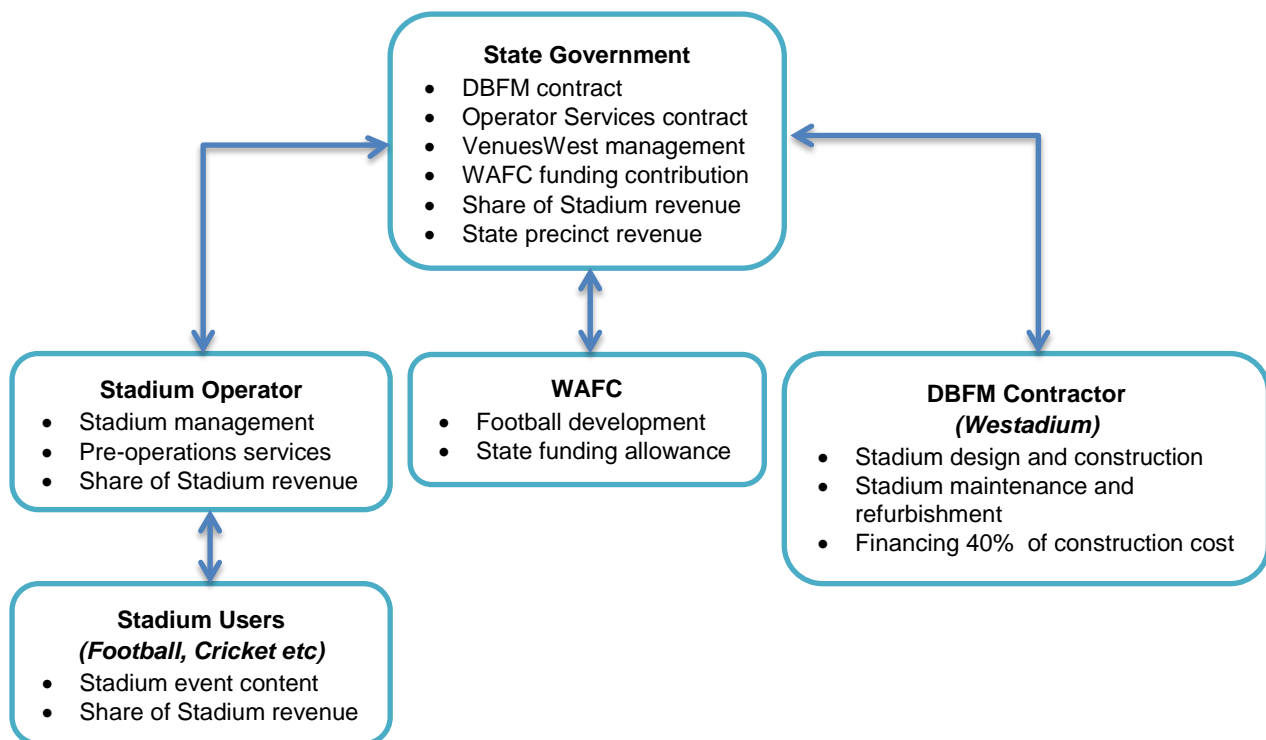 State Government
• DBFM contract
• Operator Services contract
• VenuesWest management
• WAFC funding contribution
• Share of Stadium revenue
• State precinct revenue
Stadium Operator
• Stadium management
• Pre-operations services
• Share of Stadium revenue
WAFC
• Football development
• State funding allowance
DBFM Contractor
(Westadium)
• Stadium design and construction
• Stadium maintenance and
refurbishment
• Financing 40% of construction cost
Stadium Users
(Football, Cricket etc)
• Stadium event content
• Share of Stadium revenue